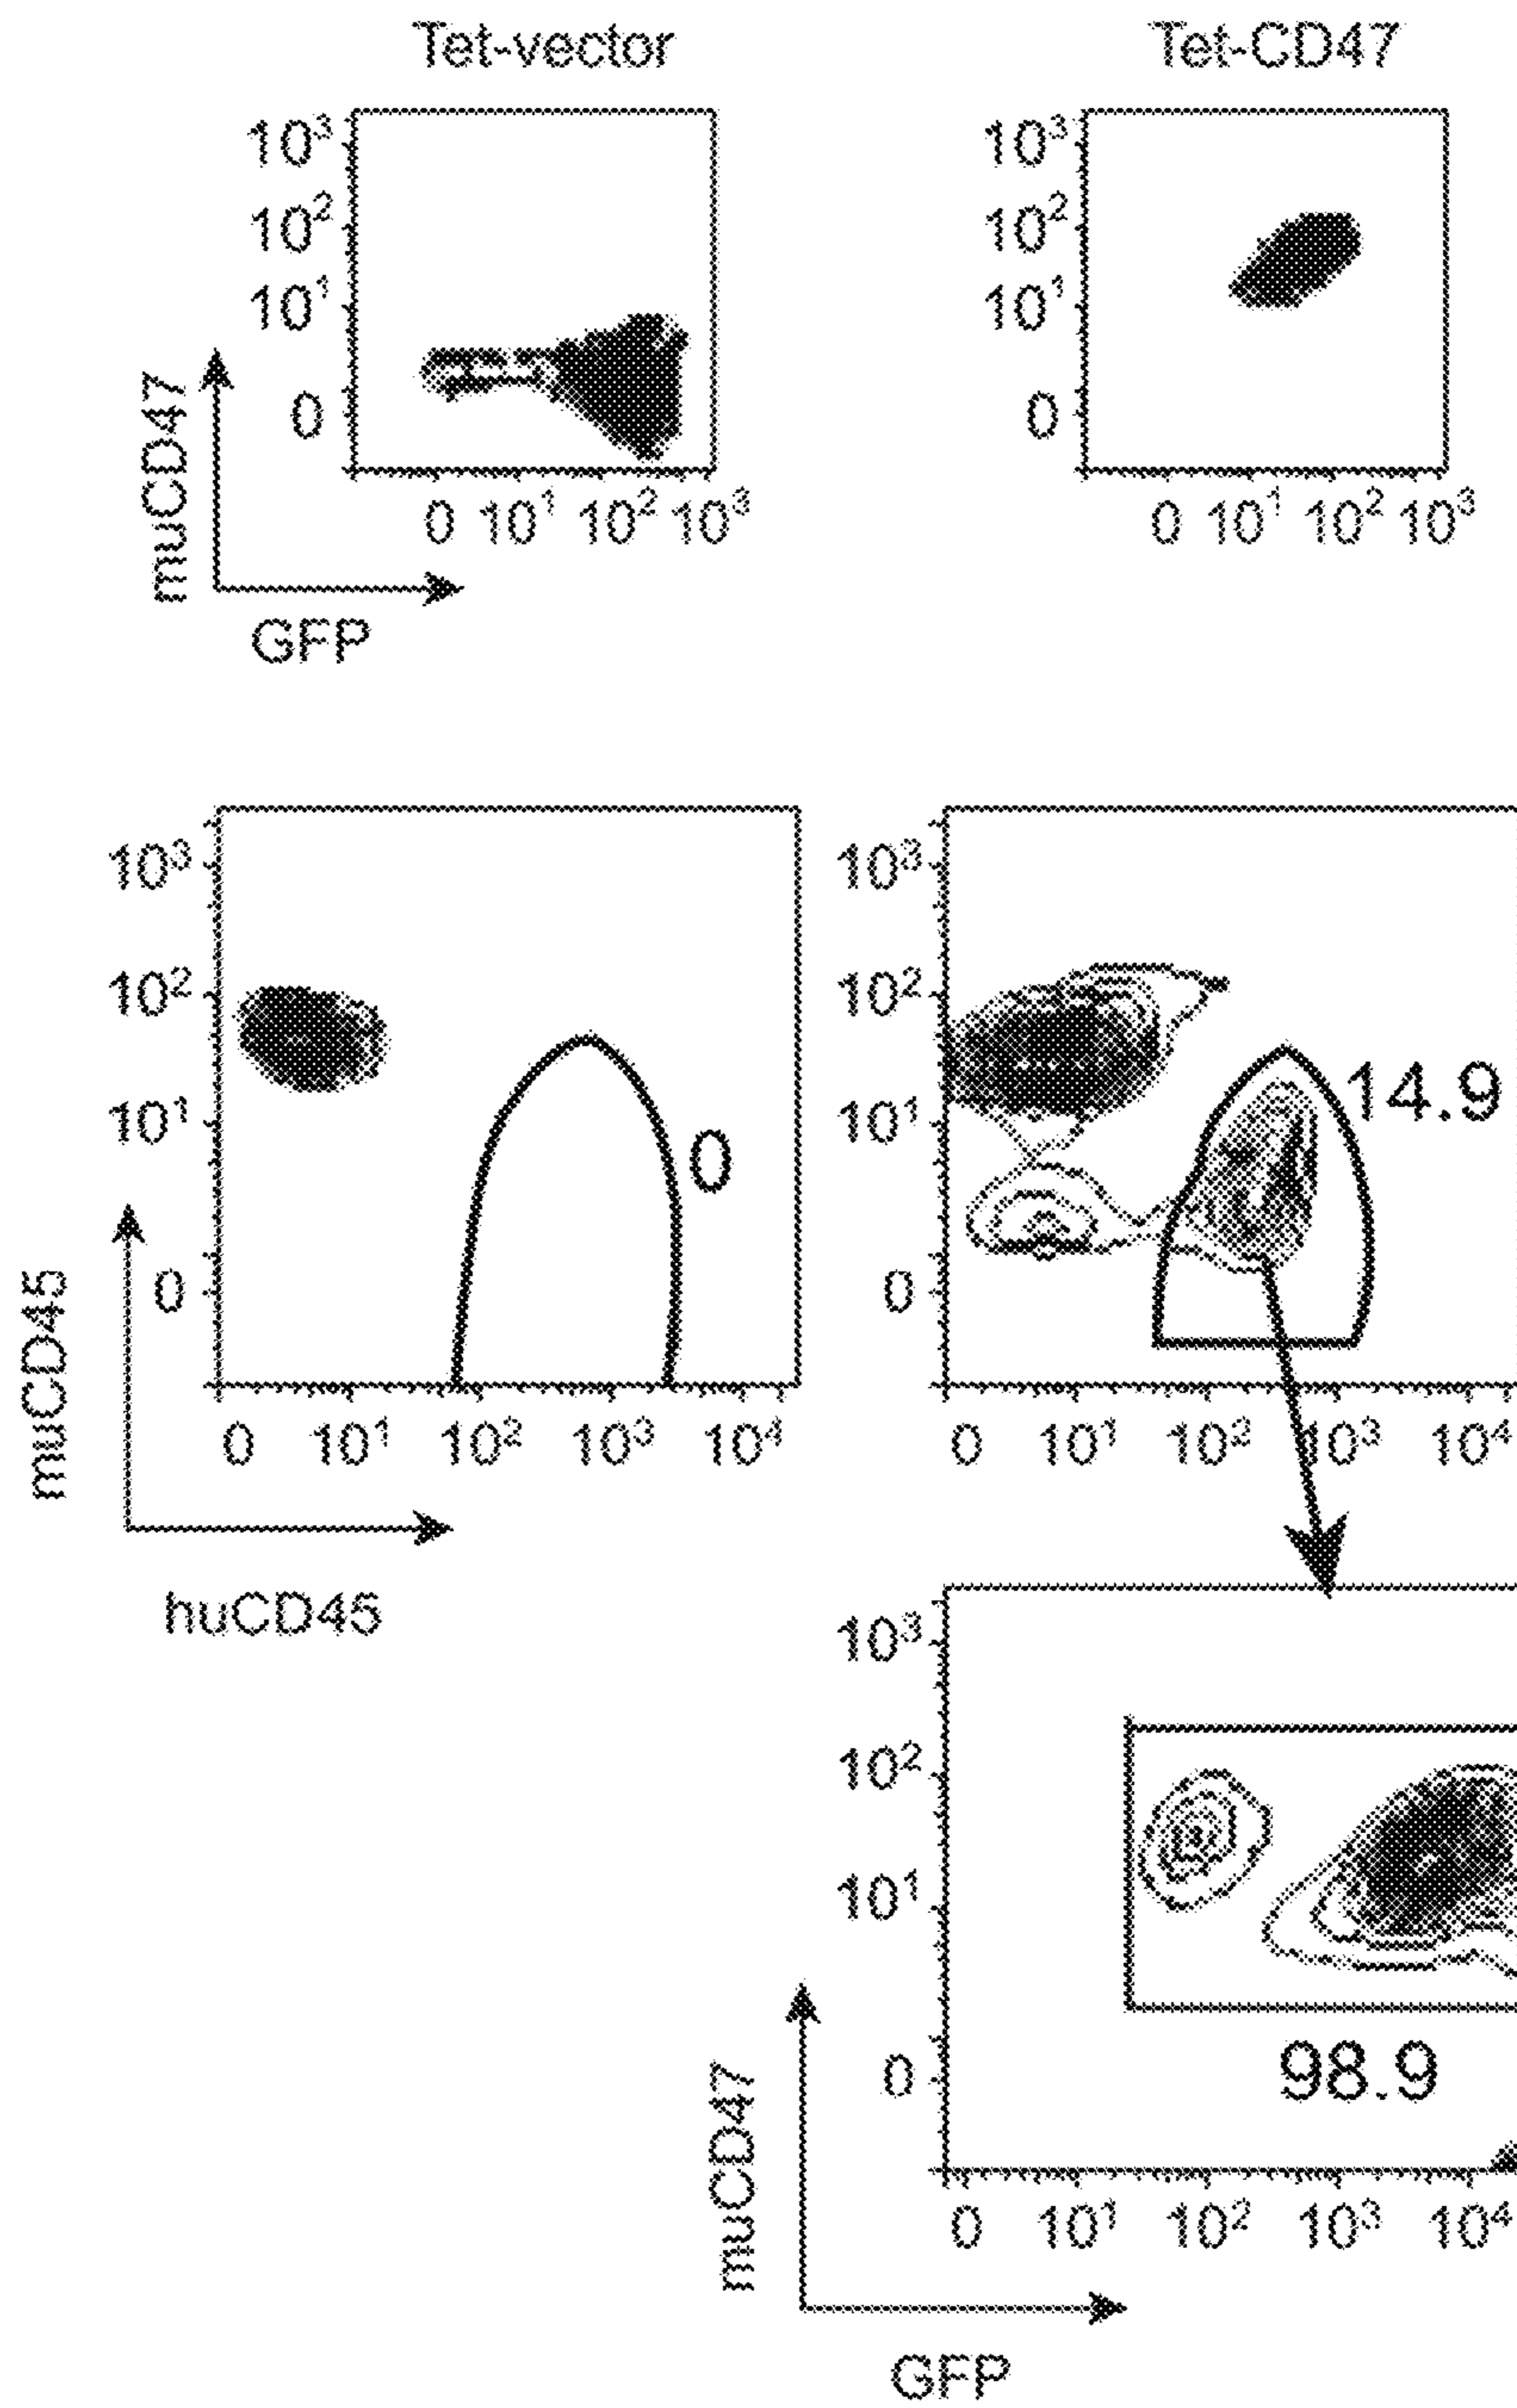 Tet-vector Tet-CD47
10³ 10³
10² 10²
10¹ 10¹
0 0
muCD47
0 10¹ 10² 10³ 0 10¹ 10² 10³
GFP
10³ 10³
10² 10²
14.9
10¹ 10¹
0
0 0
muCD45
0 10¹ 10² 10³ 10⁴ 0 10¹ 10² 10³ 10⁴
huCD45
10³
10²
10¹
0
98.9
muCD47
0 10¹ 10² 10³ 10⁴
GFP